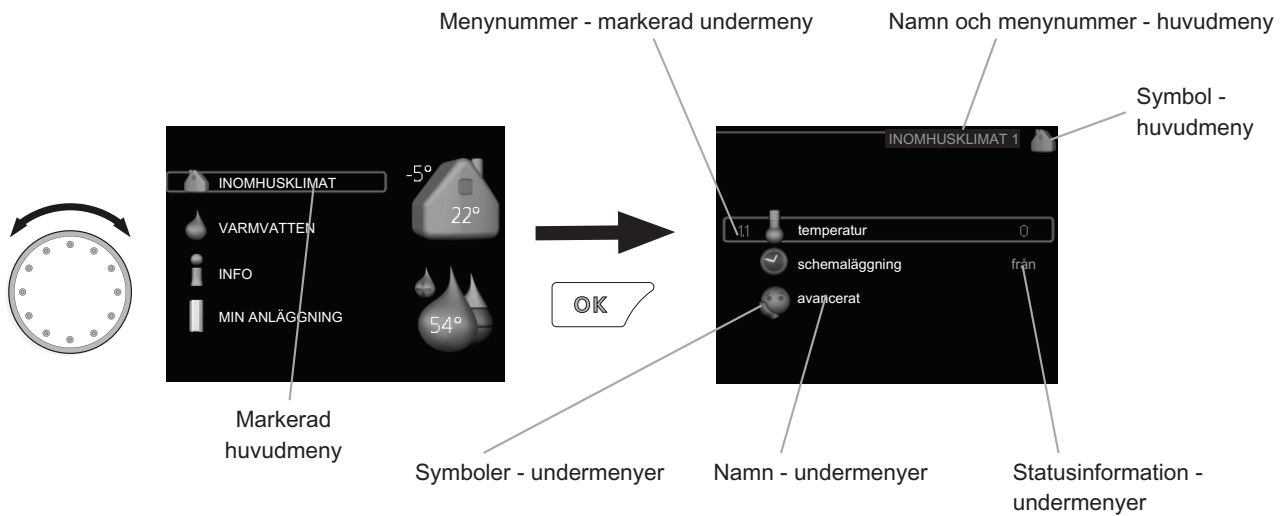 Menynummer - markerad undermeny
Namn och menynummer - huvudmeny
Symbol -
huvudmeny
INOMHUSKLIMAT
VARMVATTEN
INFO
MIN ANLÄGGNING
-5°
22°
54°
OK
INOMHUSKLIMAT 1
1.1 temperatur 0
schemaläggning från
avancerat
Markerad
huvudmeny
Symboler - undermenyer
Namn - undermenyer
Statusinformation -
undermenyer